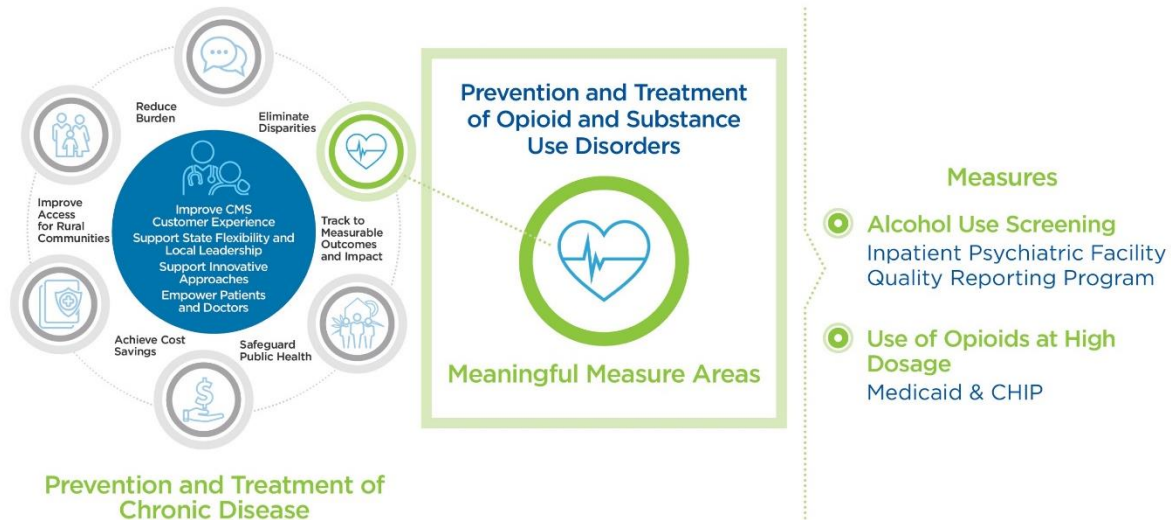 Reduce
Burden
Eliminate
Disparities
Improve
Access
for Rural
Communities
Improve CMS
Customer Experience
Support State Flexibility and
Local Leadership
Support Innovative
Approaches
Empower Patients
and Doctors
Track to
Measurable
Outcomes
and Impact
Achieve Cost
Savings
Safeguard
Public Health
Prevention and Treatment of
Chronic Disease
Prevention and Treatment
of Opioid and Substance
Use Disorders
Meaningful Measure Areas
Measures
Alcohol Use Screening
Inpatient Psychiatric Facility
Quality Reporting Program
Use of Opioids at High
Dosage
Medicaid & CHIP